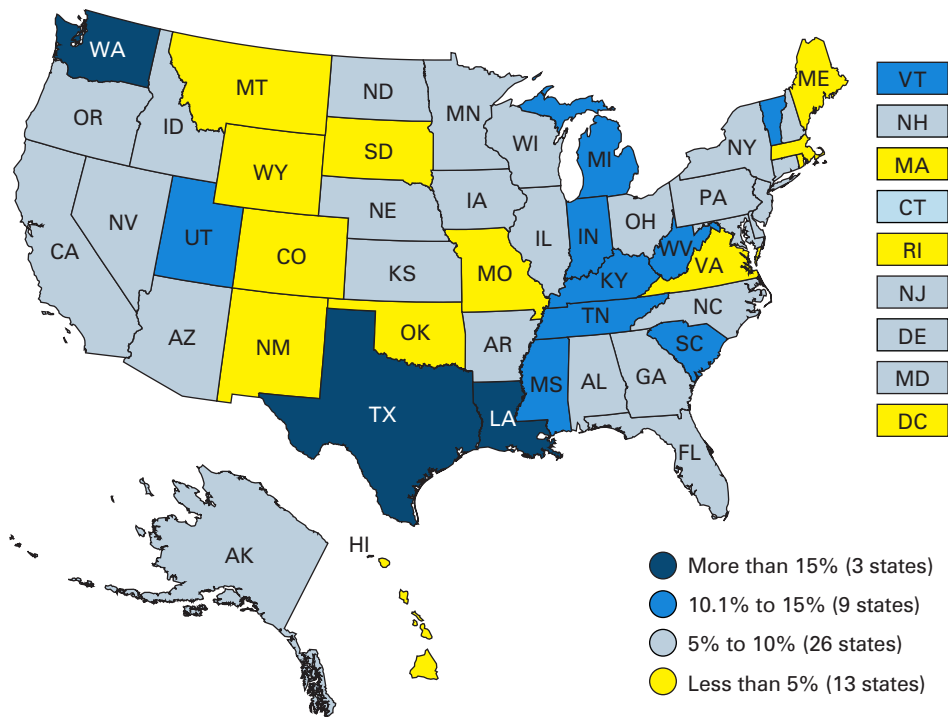 WA
MT
ND
MN
ME
VT
OR
ID
SD
WI
MI
NY
NH
WY
MA
NV
NE
IA
PA
CT
CA
UT
CO
KS
MO
IL
IN
OH
WV
VA
RI
KY
NJ
AZ
NM
OK
AR
TN
NC
DE
TX
LA
MS
AL
GA
SC
MD
FL
DC
AK
HI
More than 15% (3 states)
10.1% to 15% (9 states)
5% to 10% (26 states)
Less than 5% (13 states)